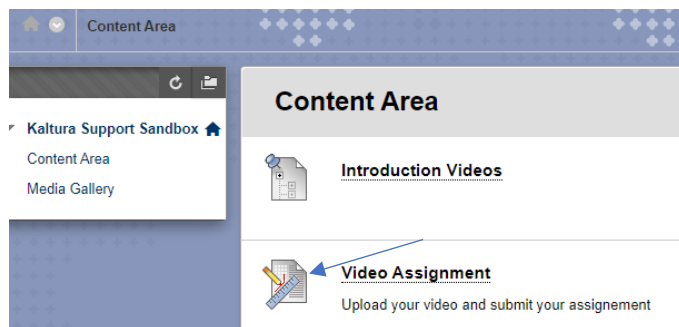 Content Area
Content Area
Kaltura Support Sandbox
Introduction Videos
Content Area
Media Gallery
Video Assignment
Upload your video and submit your assignement